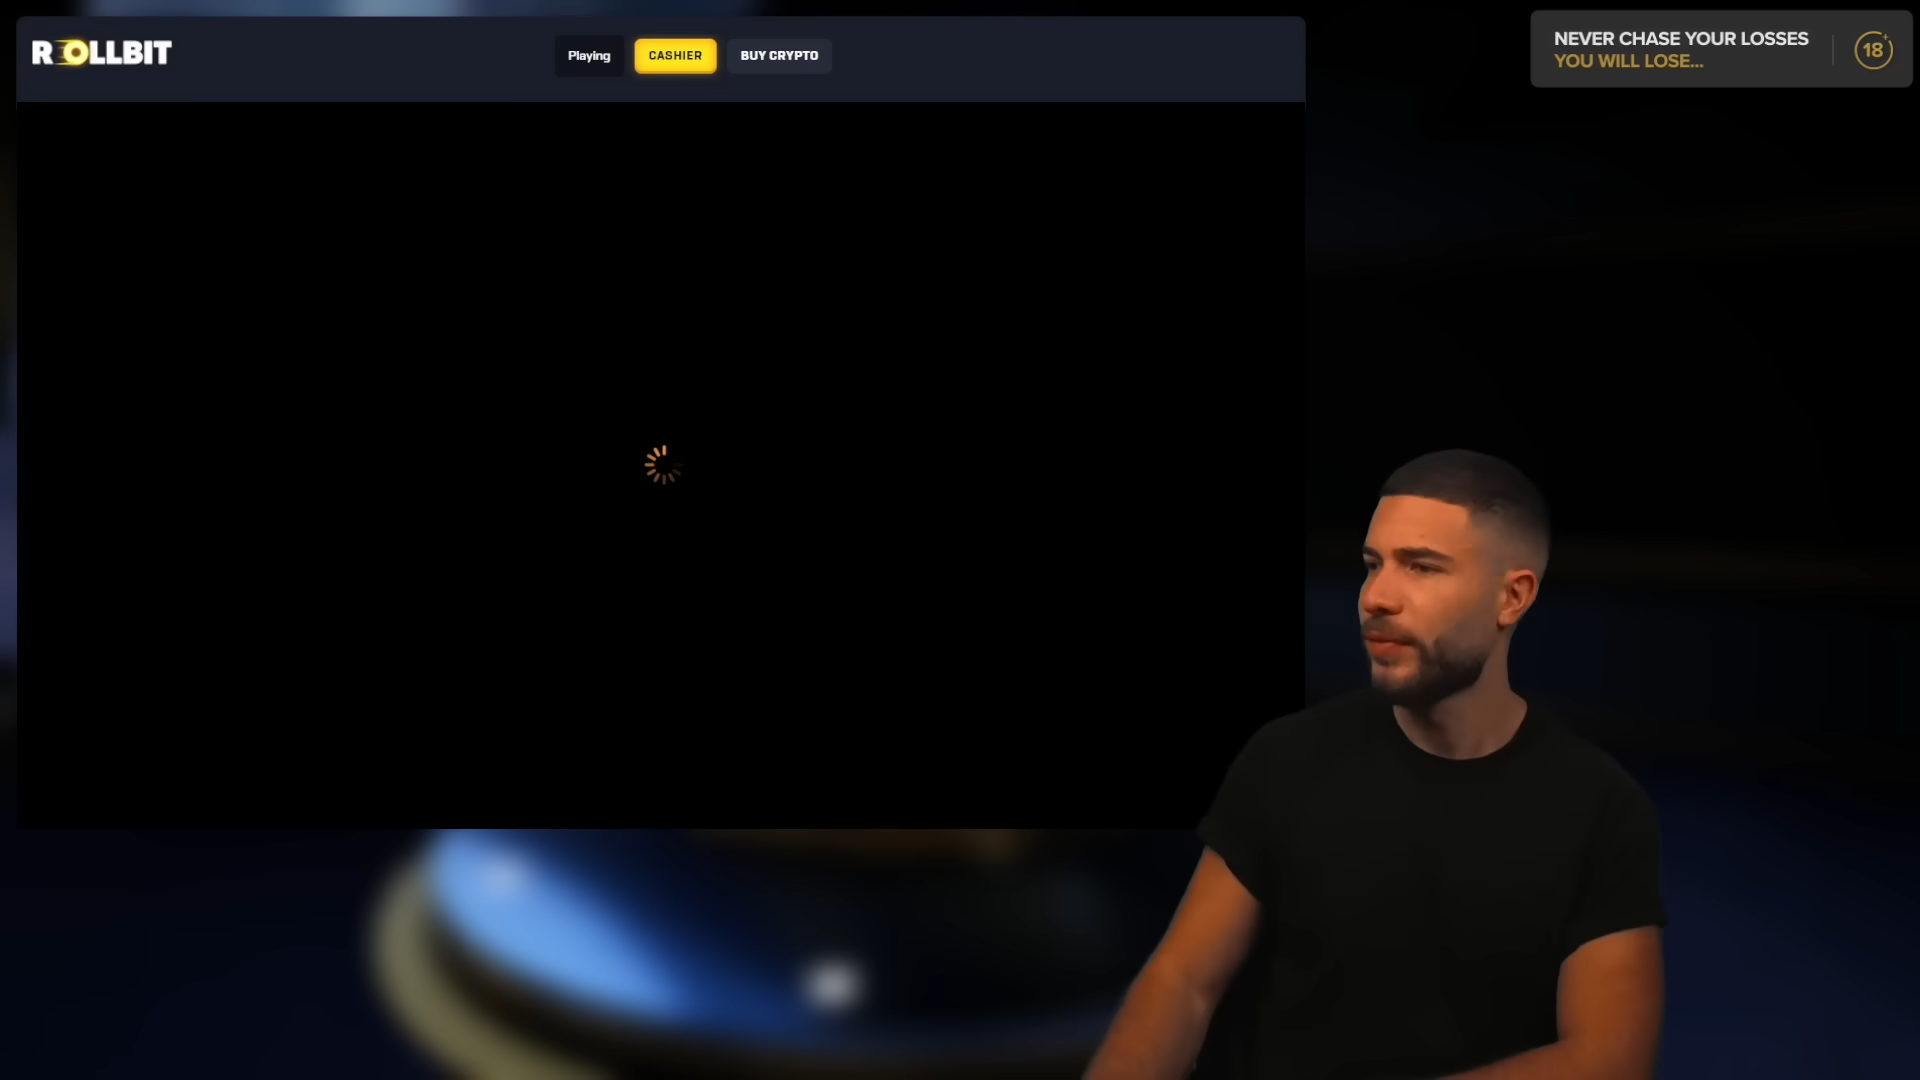 ROLLBIT
Playing
CASHIER
BUY CRYPTO
NEVER CHASE YOUR LOSSES
YOU WILL LOSE...
18+